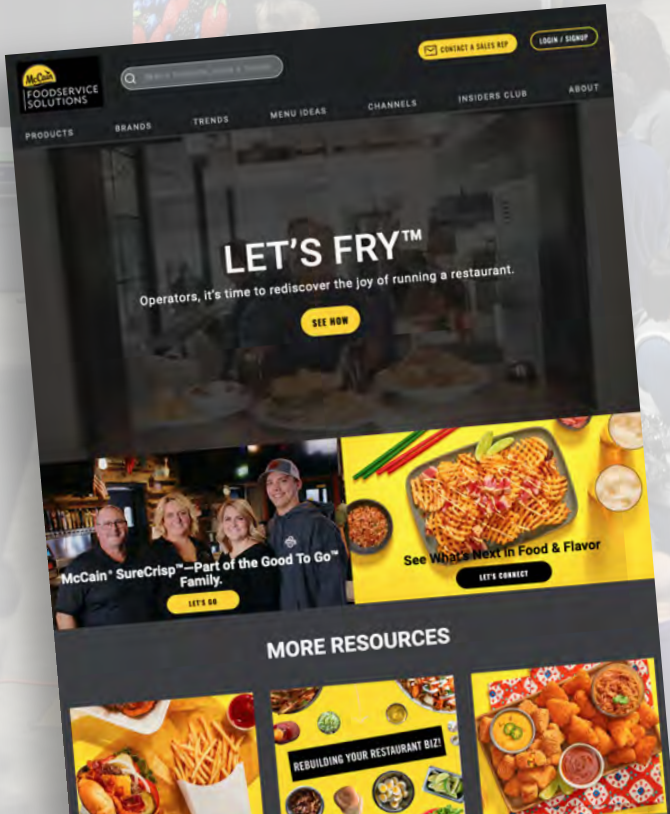 McCain
FOODSERVICE
SOLUTIONS
CONTACT A SALES REP
LOGIN / SIGNUP
PRODUCTS
BRANDS
TRENDS
MENU IDEAS
CHANNELS
INSIDERS CLUB
ABOUT
LET'S FRY™
Operators, it's time to rediscover the joy of running a restaurant.
SEE NOW
McCain® SureCrisp™—Part of the Good To Go™
Family.
LET'S GO
See What's Next in Food & Flavor
LET'S CONNECT
MORE RESOURCES
REBUILDING YOUR RESTAURANT BIZ!